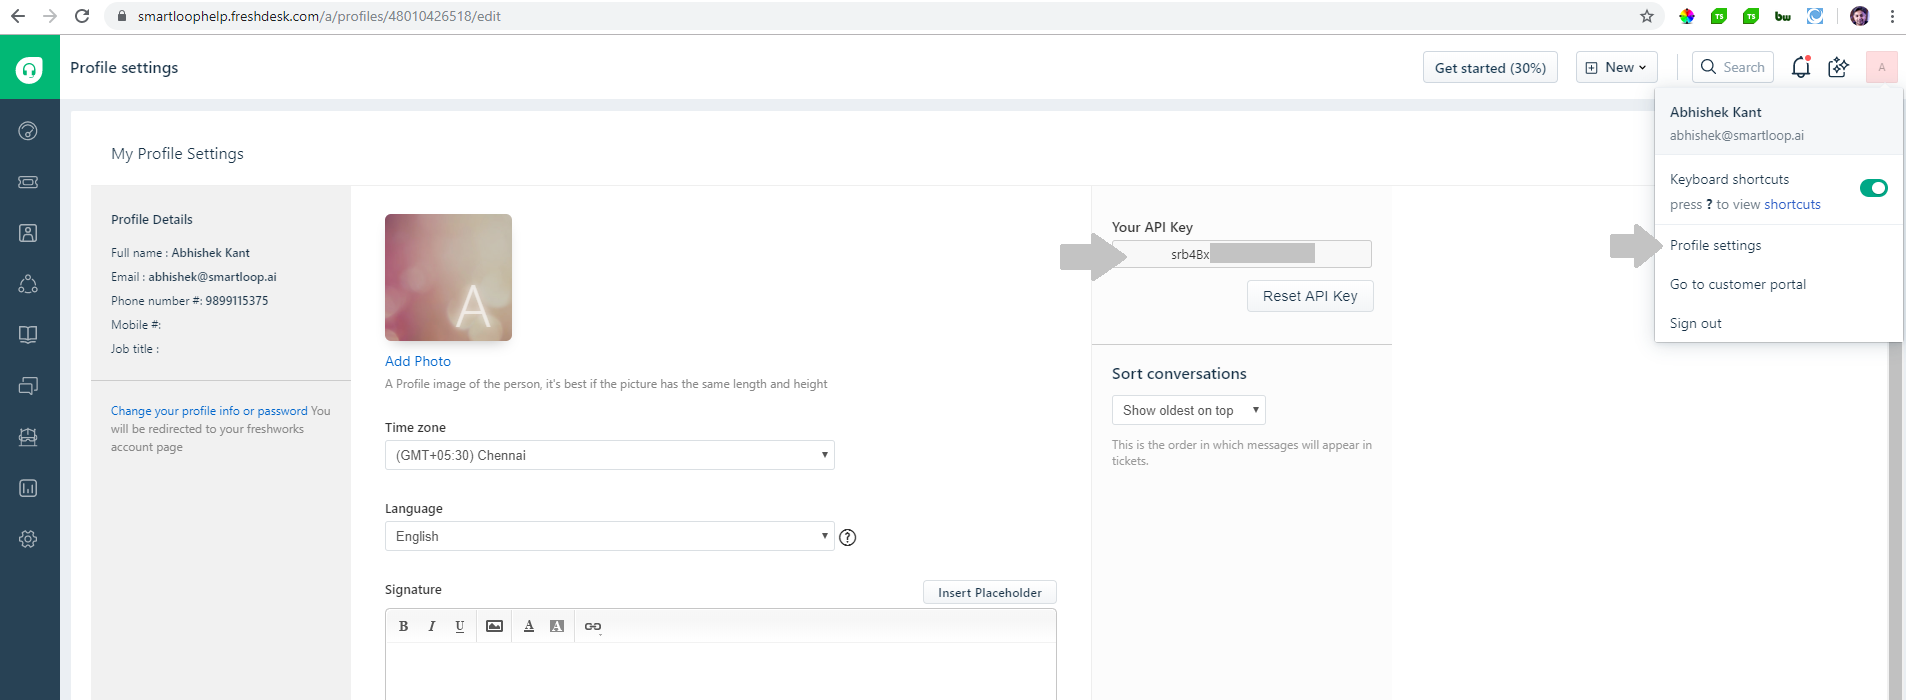 smartloophelp.freshdesk.com/a/profiles/48010426518/edit
TS
TS
bw
Profile settings
Get started (30%)
New
Search
A
Abhishek Kant
abhishek@smartloop.ai
Keyboard shortcuts
press ? to view shortcuts
Profile settings
Go to customer portal
Sign out
My Profile Settings
Profile Details
Full name : Abhishek Kant
Email : abhishek@smartloop.ai
Phone number #: 9899115375
Mobile #:
Job title :
Change your profile info or password You
will be redirected to your freshworks
account page
A
Add Photo
A Profile image of the person, it's best if the picture has the same length and height
Time zone
(GMT+05:30) Chennai
Language
English
?
Signature
Insert Placeholder
B I U A A
Your API Key
srb4Bx
Reset API Key
Sort conversations
Show oldest on top
This is the order in which messages will appear in
tickets.